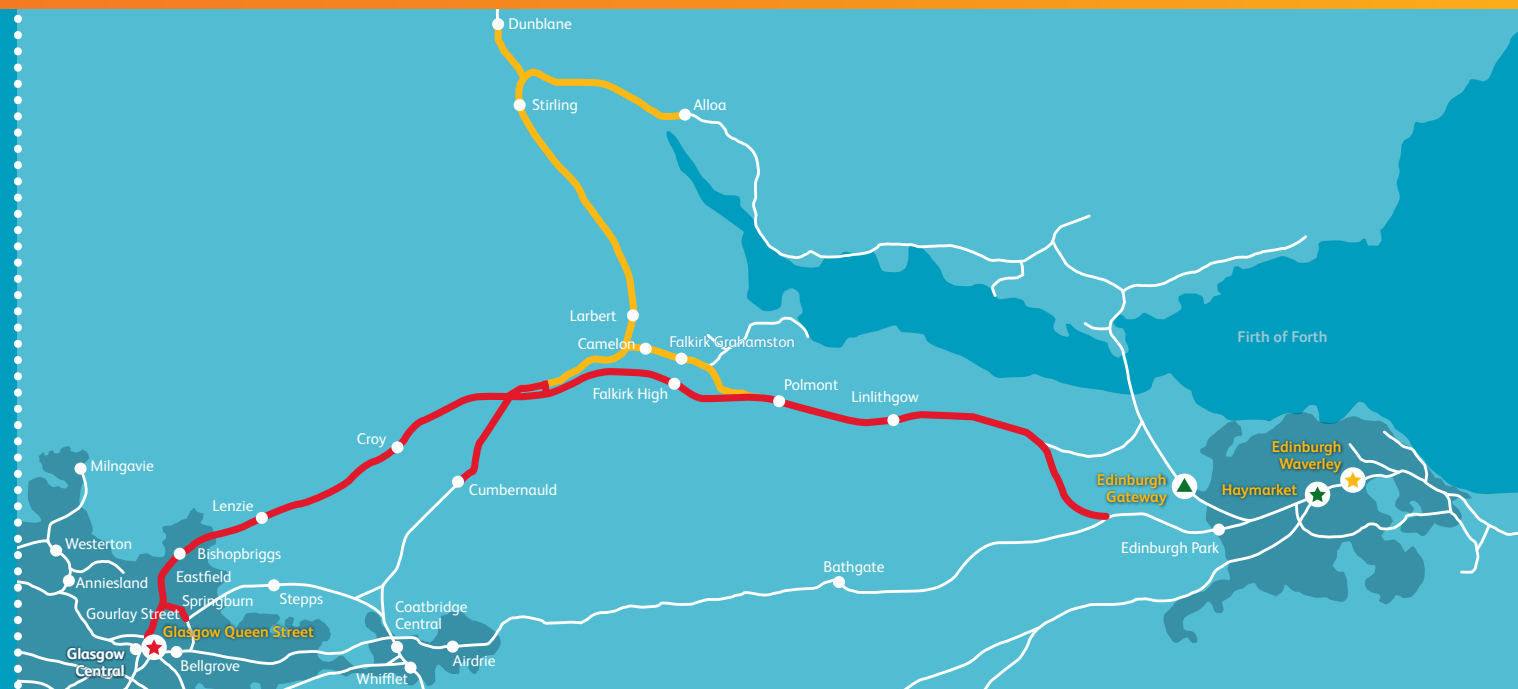 Dunblane
Stirling
Alloa
Larbert
Camelon
Falkirk Grahamston
Firth of Forth
Falkirk High
Polmont
Linlithgow
Croy
Edinburgh
Waverley
Milngavie
Edinburgh
Gateway
Haymarket
Cumbernauld
Lenzie
Westerton
Bishopbriggs
Edinburgh Park
Bathgate
Anniesland
Eastfield
Springburn
Stepps
Gourlay Street
Coatbridge
Central
Glasgow Queen Street
Glasgow
Central
Bellgrove
Airdrie
Whifflet